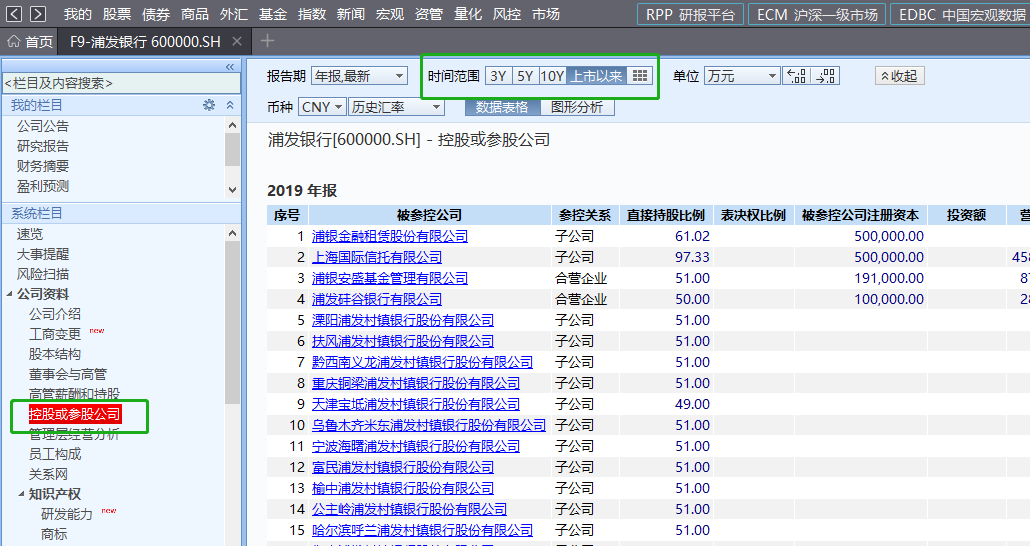 我的 股票 债券 商品 外汇 基金 指数 新闻 宏观 资管 量化 风控 市场 RPP 研报平台 ECM 沪深一级市场 EDBC 中国宏观数据
首页 F9-浦发银行 600000.SH
<栏目及内容搜索>
我的栏目
公司公告
研究报告
财务摘要
盈利预测
系统栏目
速览
大事提醒
风险扫描
公司资料
公司介绍
工商变更 new
股本结构
董事会与高管
高管薪酬和持股
控股或参股公司
管理层经营分析
员工构成
关系网
知识产权
研发能力 new
商标
报告期 年报,最新 时间范围 3Y 5Y 10Y 上市以来 单位 万元 收起
币种 CNY 历史汇率 数据表格 图形分析
浦发银行[600000.SH] - 控股或参股公司
2019 年报
序号 被参控公司 参控关系 直接持股比例 表决权比例 被参控公司注册资本 投资额 营
1 浦银金融租赁股份有限公司 子公司 61.02 500,000.00
2 上海国际信托有限公司 子公司 97.33 500,000.00 458
3 浦银安盛基金管理有限公司 合营企业 51.00 191,000.00 87
4 浦发硅谷银行有限公司 合营企业 50.00 100,000.00 28
5 溧阳浦发村镇银行股份有限公司 子公司 51.00
6 扶风浦发村镇银行股份有限公司 子公司 51.00
7 黔西南义龙浦发村镇银行股份有限公司 子公司 51.00
8 重庆铜梁浦发村镇银行股份有限公司 子公司 51.00
9 天津宝坻浦发村镇银行股份有限公司 子公司 49.00
10 乌鲁木齐米东浦发村镇银行股份有限公司 子公司 51.00
11 宁波海曙浦发村镇银行股份有限公司 子公司 51.00
12 富民浦发村镇银行股份有限公司 子公司 51.00
13 榆中浦发村镇银行股份有限公司 子公司 51.00
14 公主岭浦发村镇银行股份有限公司 子公司 51.00
15 哈尔滨呼兰浦发村镇银行股份有限公司 子公司 51.00